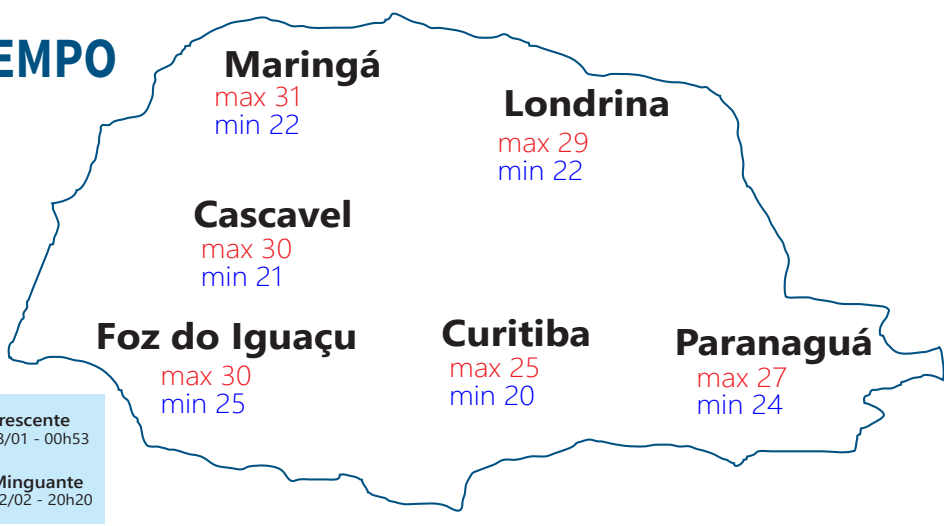 EMPO
Maringá
max 31
min 22
Londrina
max 29
min 22
Cascavel
max 30
min 21
Foz do Iguaçu
max 30
min 25
Curitiba
max 25
min 20
Paranaguá
max 27
min 24
rescente
/01 - 00h53
Minguante
2/02 - 20h20